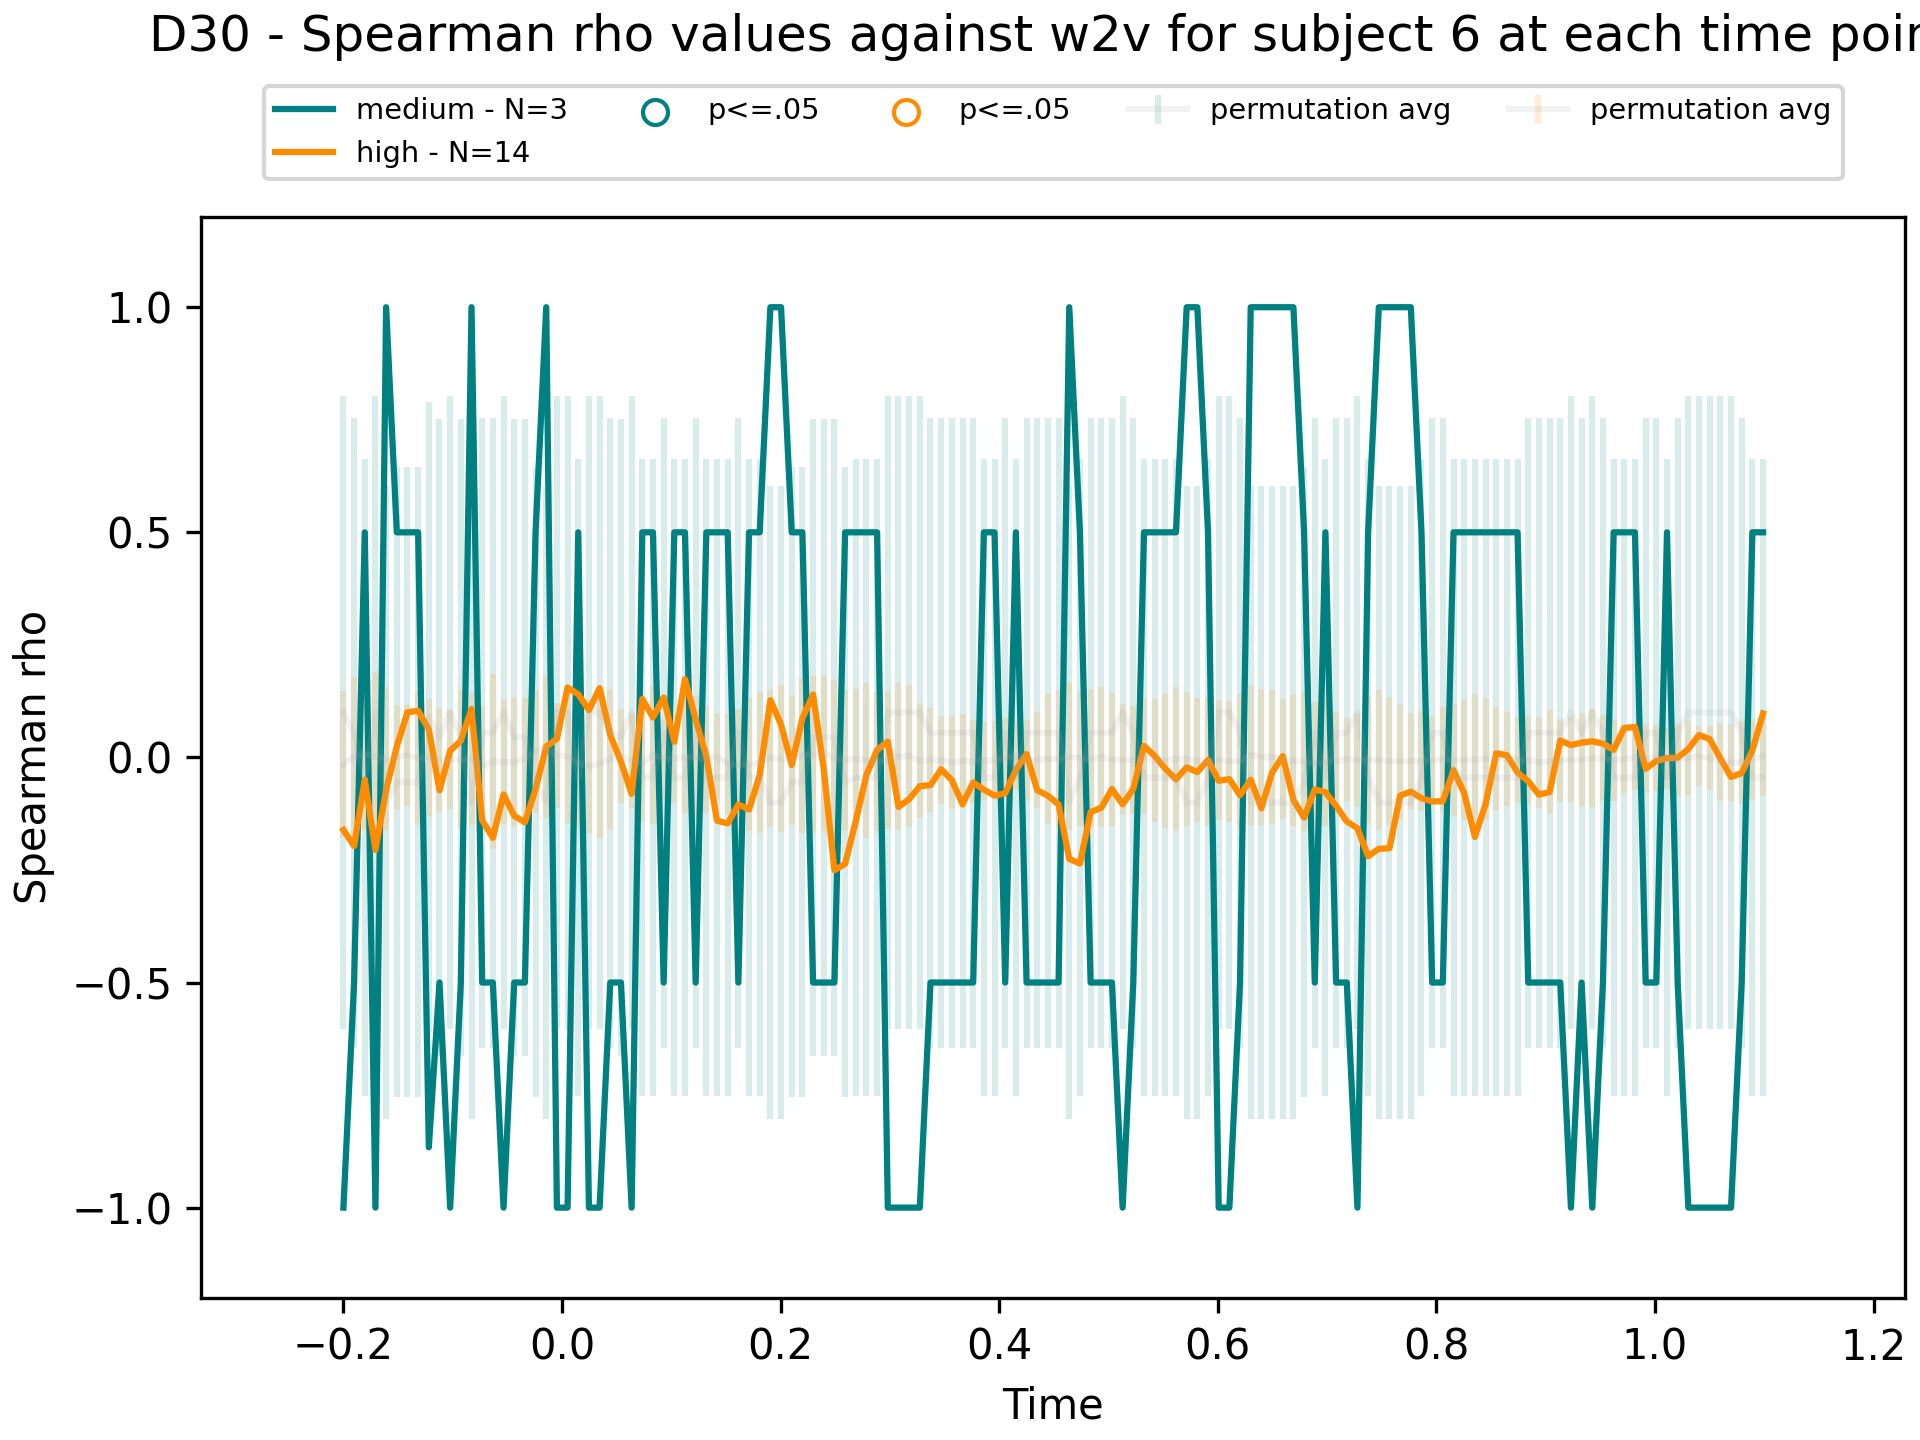 D30 - Spearman rho values against w2v for subject 6 at each time poin
medium - N=3
high - N=14
p<=.05
p<=.05
permutation avg
permutation avg
Spearman rho
1.0
0.5
0.0
−0.5
−1.0
−0.2 0.0 0.2 0.4 0.6 0.8 1.0 1.2
Time